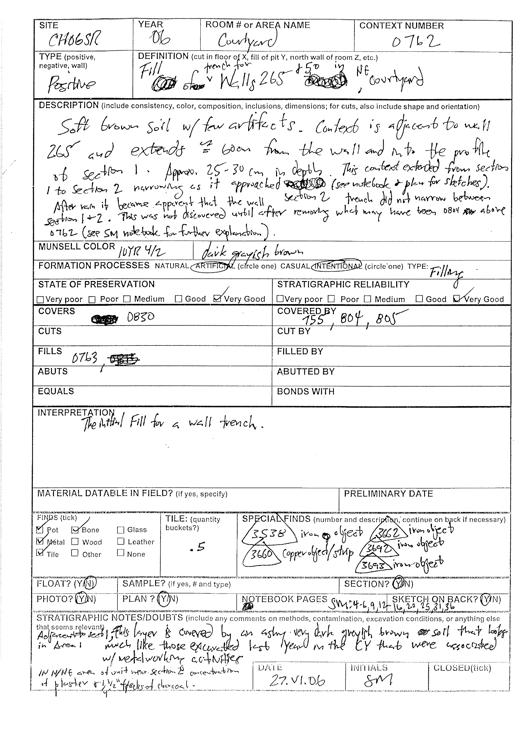 SITE YEAR ROOM # or AREA NAME CONTEXT NUMBER
CH06SR 06 Courtyard 0762
TYPE (positive, negative, wall) DEFINITION (cut in floor of X, fill of pit Y, north wall of room Z, etc.)
Positive Fill of trench for Walls 265 + 50 in NE courtyard
DESCRIPTION (include consistency, color, composition, inclusions, dimensions; for cuts, also include shape and orientation)
Soft brown soil w/ few artifacts. Context is adjacent to wall
265 and extends ≈ 60cm from the wall and into the profile
of section 1. Approx. 25-30 cm in depth. This context extended from section
1 to Section 2 narrowing as it approached section 2 (see notebook + plan for sketches).
After rain it became apparent that the wall trench did not narrow between
section 1+2. This was not discovered until after removing what may have been 0804 above
0762 (see SM notebook for further explanation).
MUNSELL COLOR 10YR 4/2 dark grayish brown
FORMATION PROCESSES NATURAL ARTIFICIAL (circle one) CASUAL INTENTIONAL (circle one) TYPE: Filling
STATE OF PRESERVATION STRATIGRAPHIC RELIABILITY
Very poor Poor Medium Good Very Good Very poor Poor Medium Good Very Good
COVERS 0830 COVERED BY 755, 804, 805
CUTS CUT BY
FILLS 0763, FILLED BY
ABUTS ABUTTED BY
EQUALS BONDS WITH
INTERPRETATION
The initial Fill for a wall trench.
MATERIAL DATABLE IN FIELD? (if yes, specify) PRELIMINARY DATE
FINDS (tick) TILE: (quantity buckets?) SPECIAL FINDS (number and description, continue on back if necessary)
Pot Bone Glass
Metal Wood Leather
Tile Other None
.5
3538 iron object 3662 iron object
3660 copper object/strip 3692 iron object
3693 iron object
FLOAT? (Y/N) SAMPLE? (if yes, # and type) SECTION? (Y/N)
PHOTO? (Y/N) PLAN? (Y/N) NOTEBOOK PAGES SM: 4-6, 9, 12, 16, 20, 25, 31, 36 SKETCH ON BACK? (Y/N)
STRATIGRAPHIC NOTES/DOUBTS (include any comments on methods, contamination, excavation conditions, or anything else that seems relevant)
Adjacent to sect 1, this layer is covered by an ashy very dark greyish brown soil that looks
in Area 1 much like those excavated last year in the CY that were associated
w/ metalworking activities
IN N/NE area of unit near section 2 concentration
of plaster + ½" flecks of charcoal.
DATE INITIALS CLOSED(tick)
27.VI.06 SM